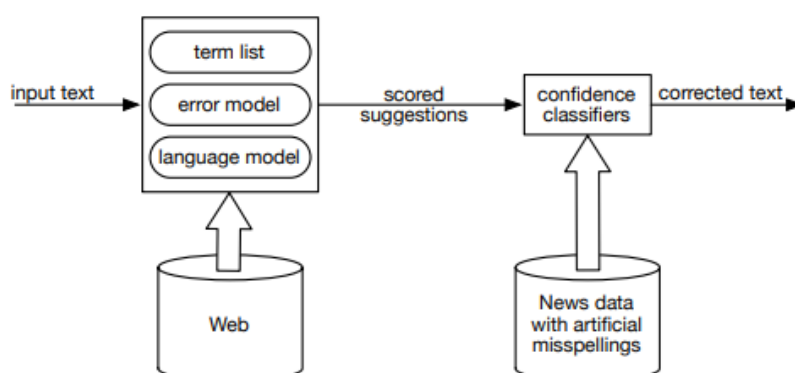 term list
input text
error model
language model
scored
suggestions
confidence
classifiers
corrected text
Web
News data
with artificial
misspellings